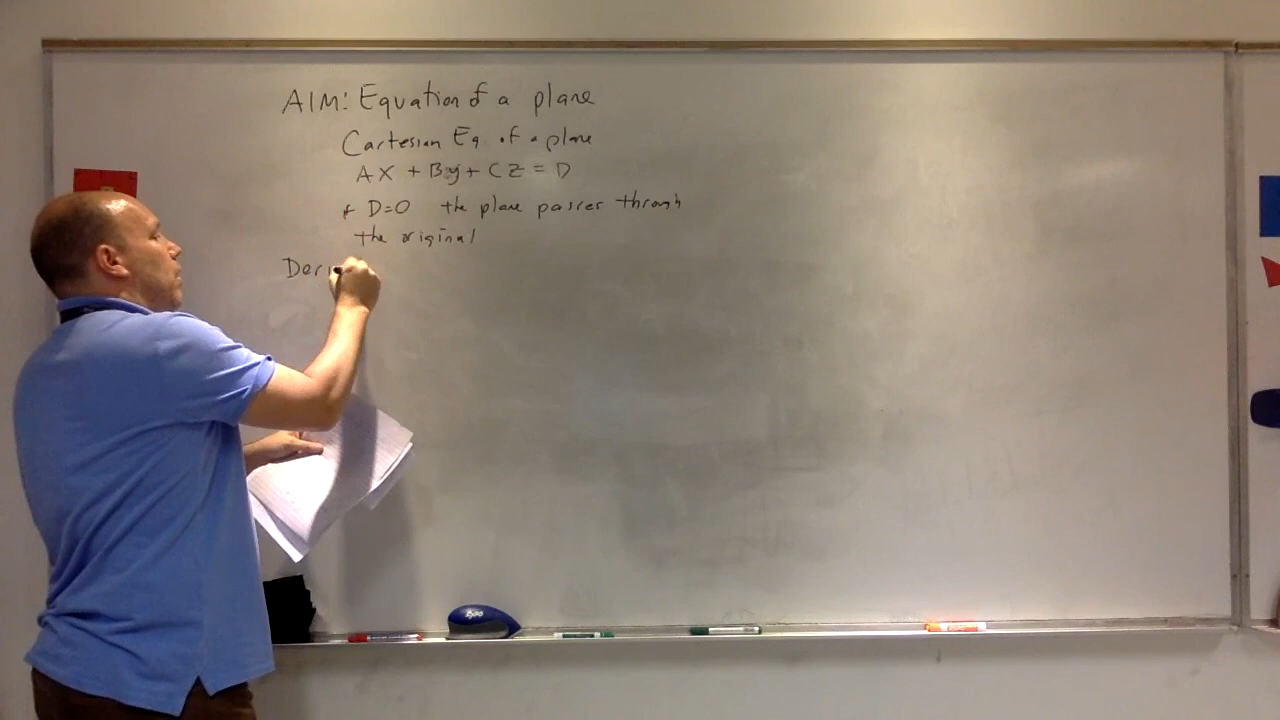 AIM: Equation of a plane
Cartesian Eq of a plane
AX + By + CZ = D
* D=0 the plane passes through
the original
Der
EXPO